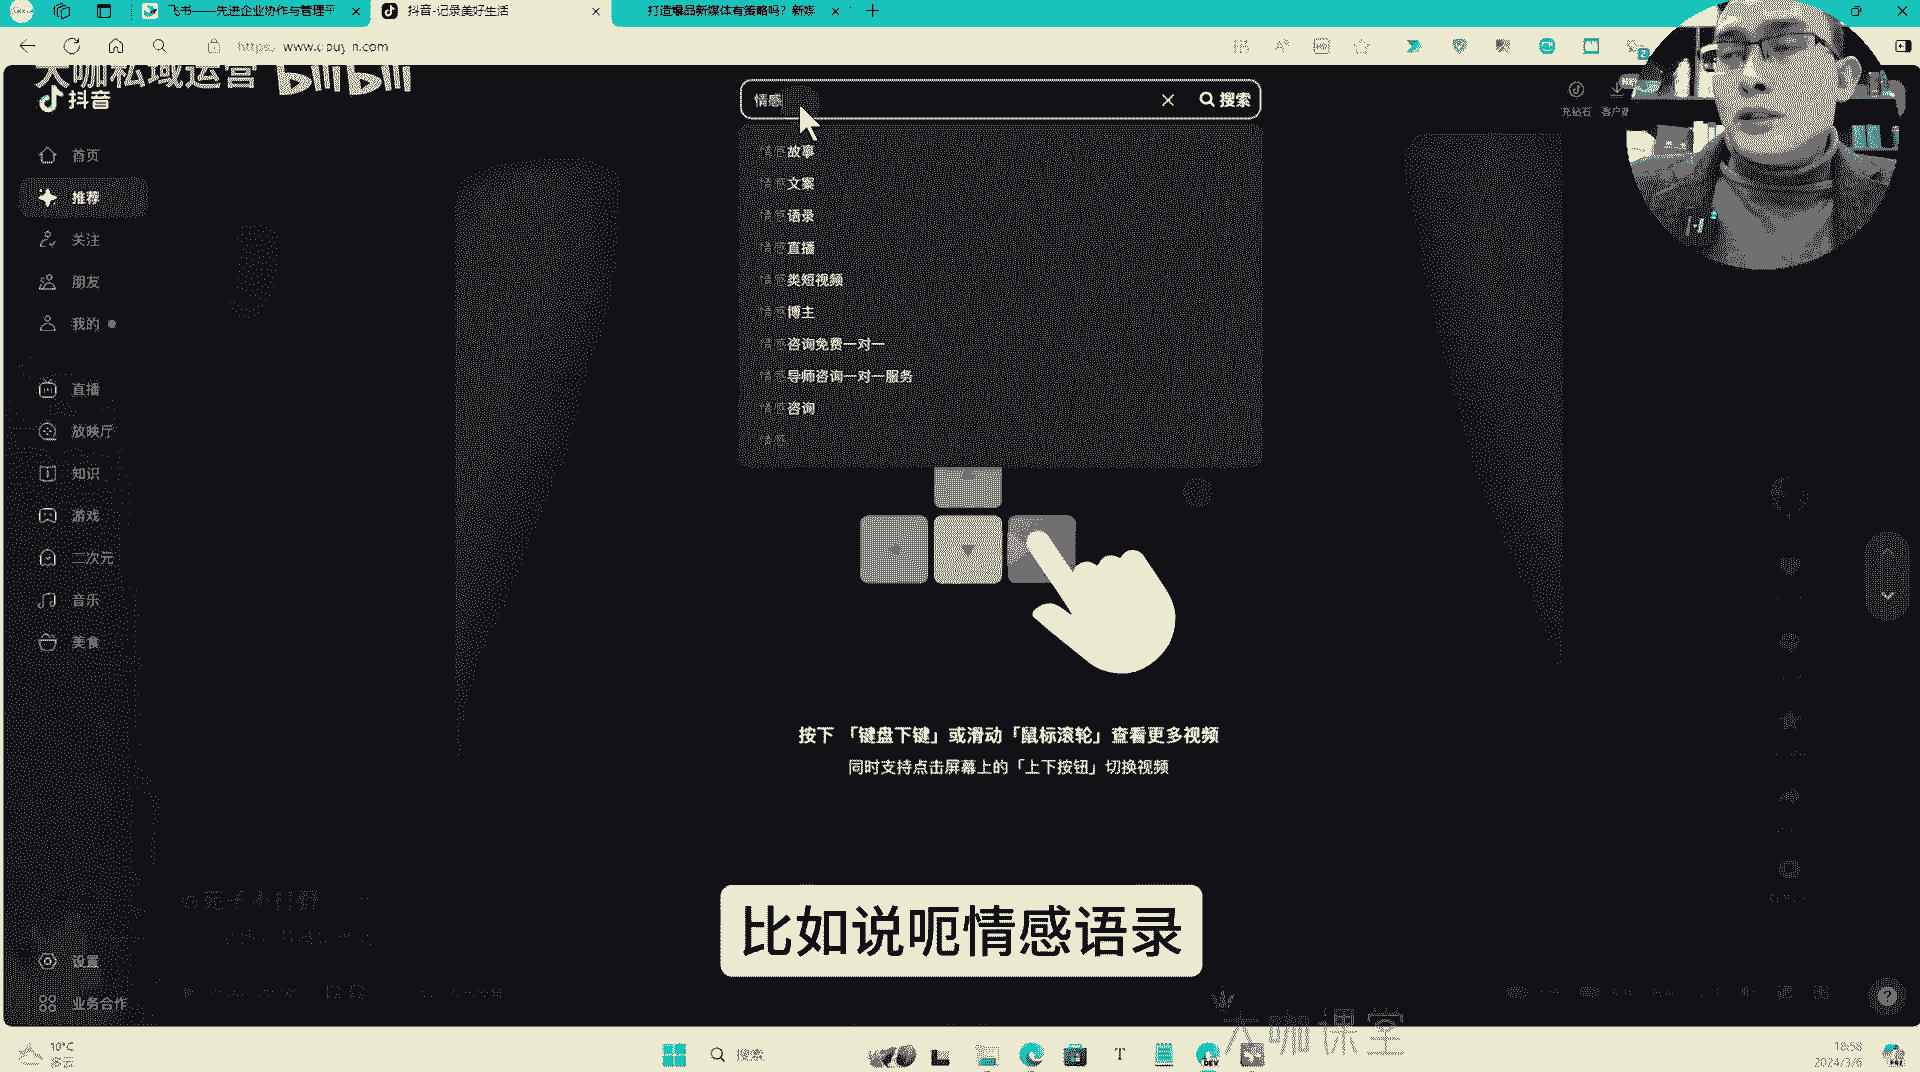 飞书——先进企业协作与管理平
抖音-记录美好生活
打造爆品新媒体有策略吗？新媒
大咖私域运营 bilibili
抖音
情感
搜索
充钻石
首页
推荐
关注
朋友
我的
直播
放映厅
知识
游戏
二次元
音乐
美食
设置
业务合作
情感故事
情感文案
情感语录
情感直播
情感类短视频
情感博主
情感咨询免费一对一
情感导师咨询一对一服务
情感咨询
情感
按下 「键盘下键」或滑动「鼠标滚轮」查看更多视频
同时支持点击屏幕上的「上下按钮」切换视频
比如说呃情感语录
大咖课堂
10°C
多云
搜索
18:58
2024/3/6